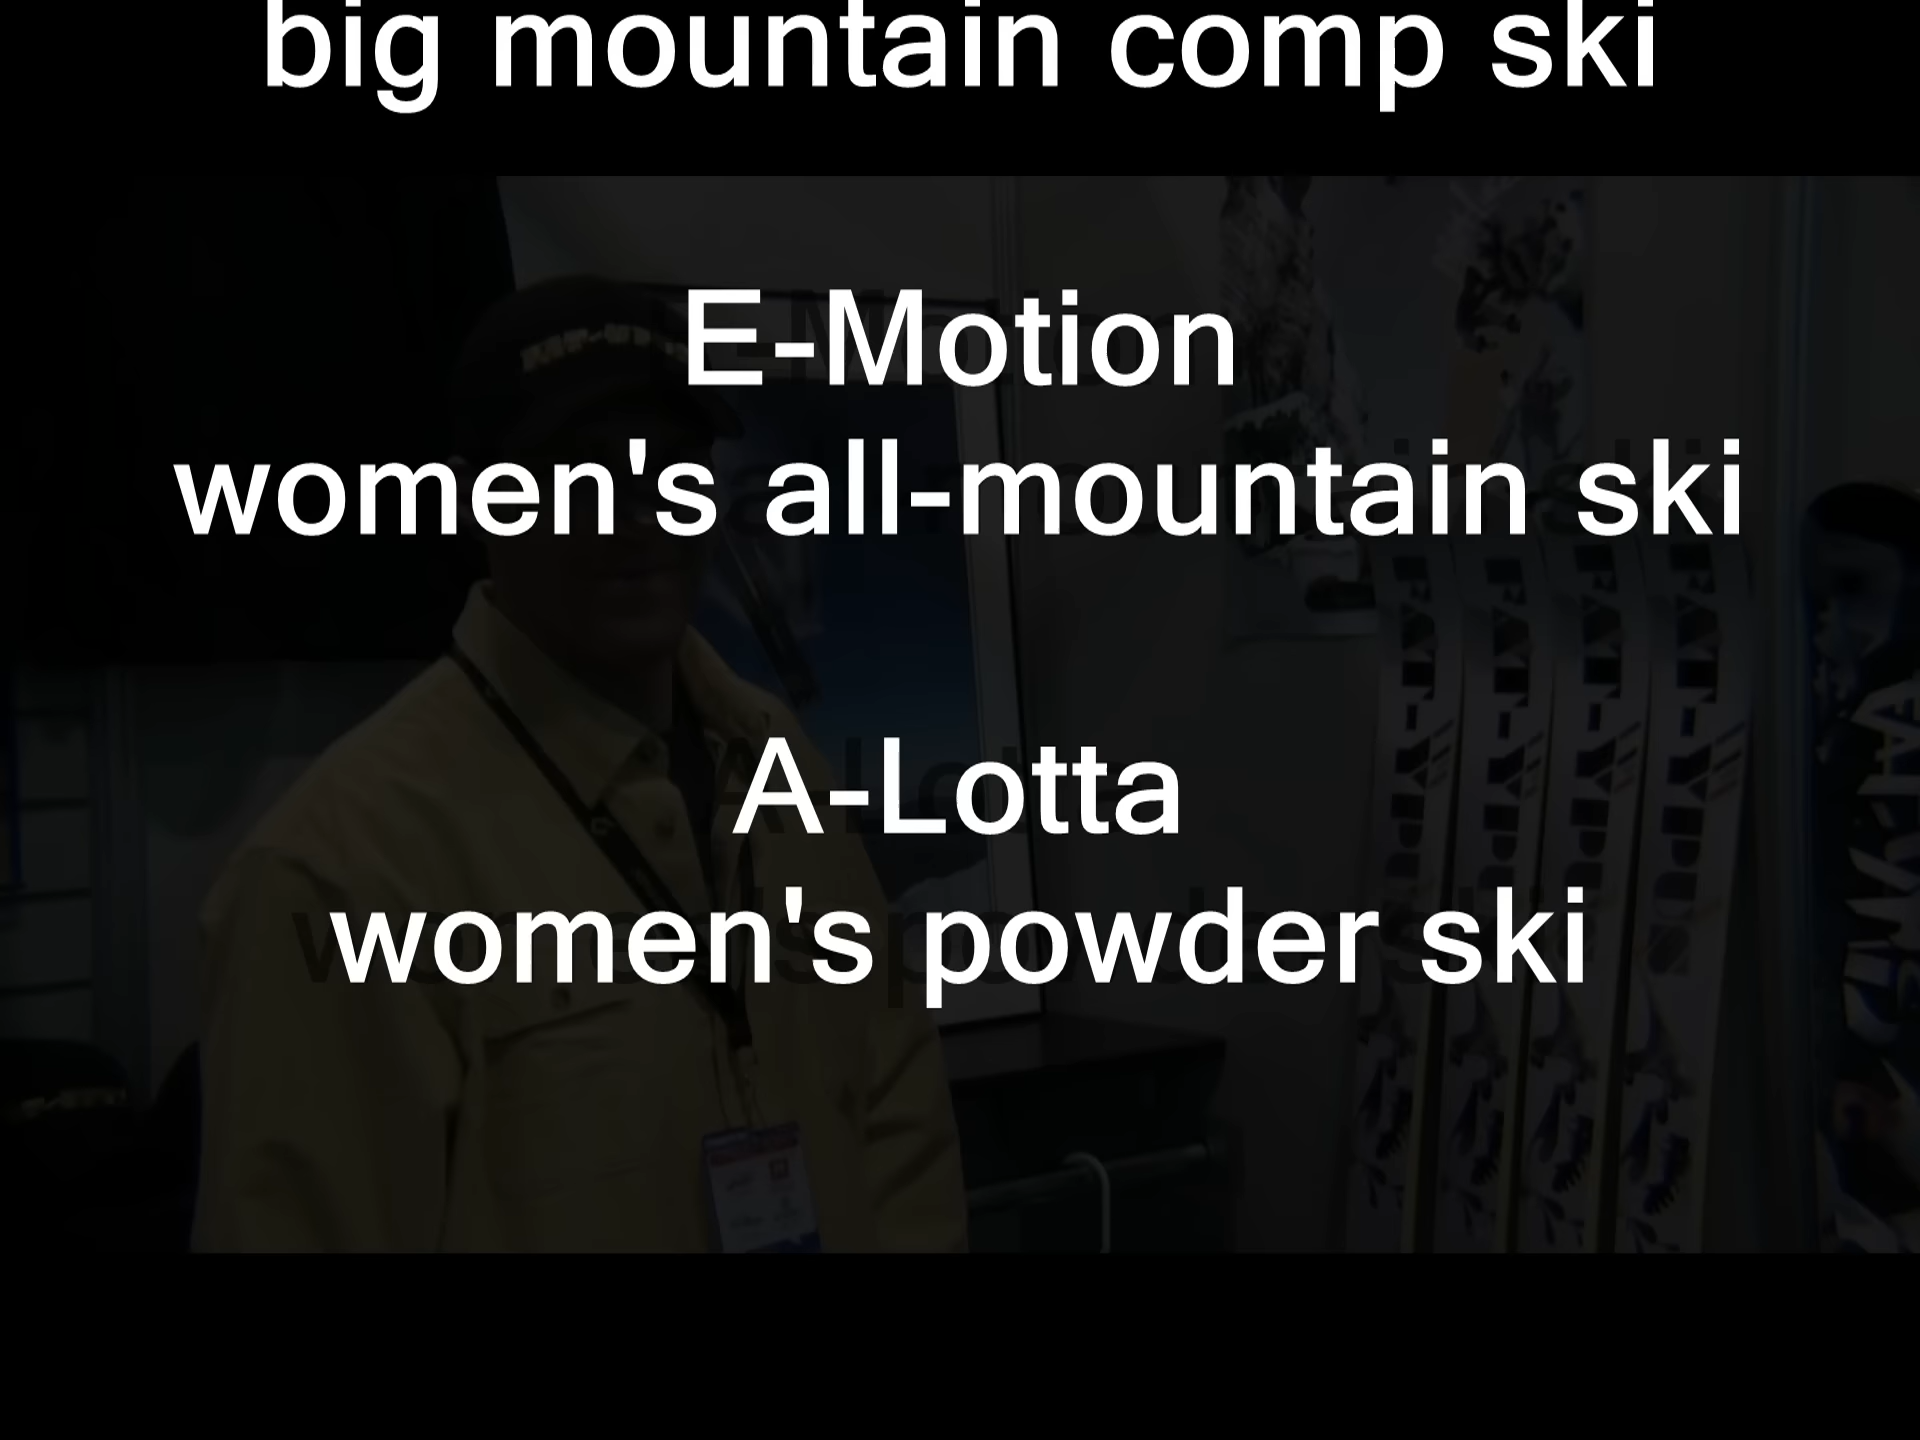 big mountain comp ski
E-Motion
women's all-mountain ski
A-Lotta
women's powder ski